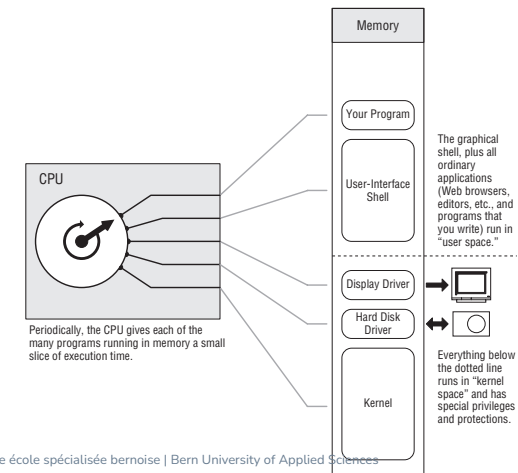 Memory
Your Program
User-Interface
Shell
The graphical
shell, plus all
ordinary
applications
(Web browsers,
editors, etc., and
programs that
you write) run in
“user space.”
CPU
Periodically, the CPU gives each of the
many programs running in memory a small
slice of execution time.
Display Driver
Hard Disk
Driver
Kernel
Everything below
the dotted line
runs in “kernel
space” and has
special privileges
and protections.
e école spécialisée bernoise | Bern University of Applied Sciences